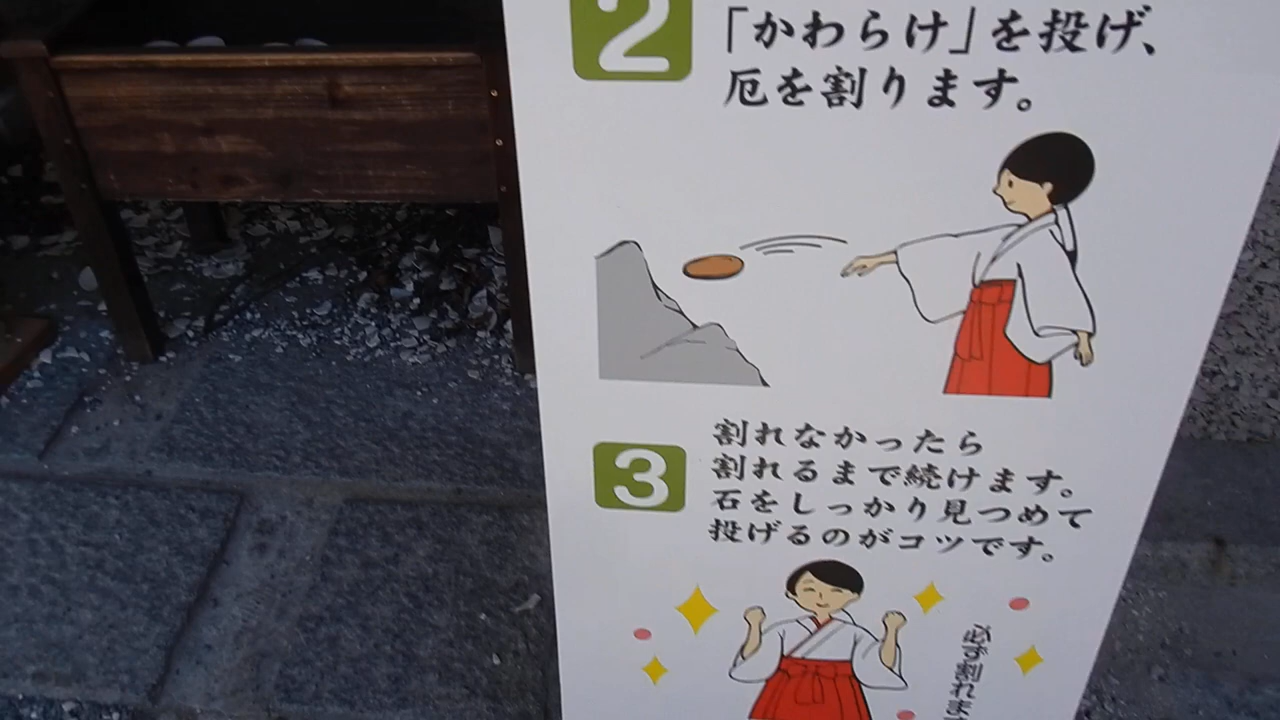 2
「かわらけ」を投げ、
厄を割ります。
3
割れなかったら
割れるまで続けます。
石をしっかり見つめて
投げるのがコツです。
必ず割れます